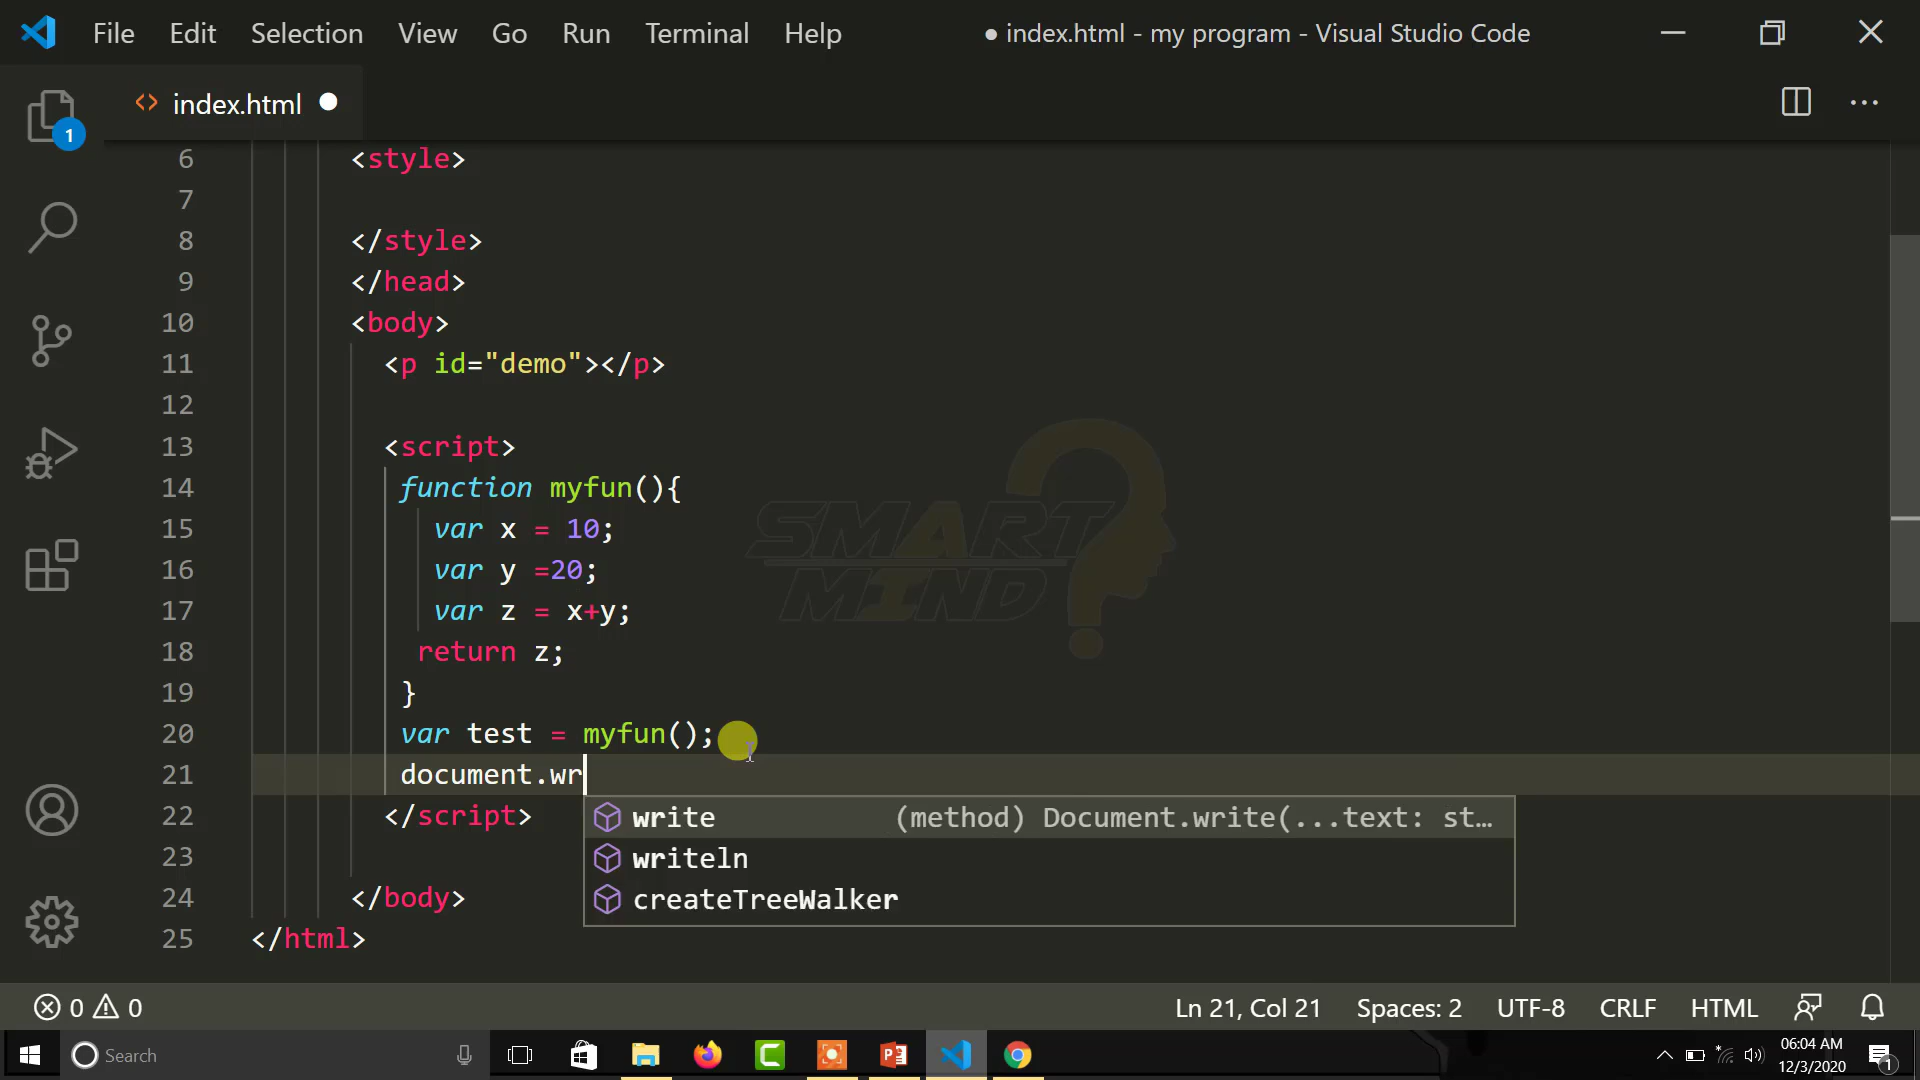 File Edit Selection View Go Run Terminal Help ● index.html - my program - Visual Studio Code
1
<> index.html
6 <style>
7
8 </style>
9 </head>
10 <body>
11 <p id="demo"></p>
12
13 <script>
14 function myfun(){
15 var x = 10;
16 var y =20;
17 var z = x+y;
18 return z;
19 }
20 var test = myfun();
21 document.wr
22 </script>
23
24 </body>
25 </html>
write (method) Document.write(...text: st…
writeln
createTreeWalker
SMART
MIND
0 0 Ln 21, Col 21 Spaces: 2 UTF-8 CRLF HTML
Search 06:04 AM
12/3/2020 1